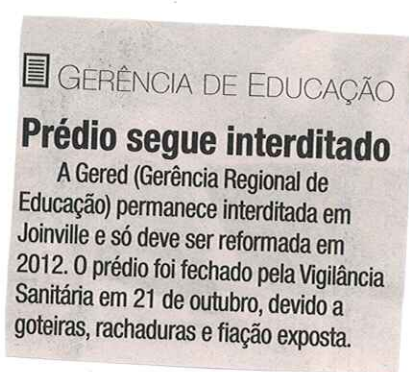 GERÊNCIA DE EDUCAÇÃO
Prédio segue interditado
A Gered (Gerência Regional de
Educação) permanece interditada em
Joinville e só deve ser reformada em
2012. O prédio foi fechado pela Vigilância
Sanitária em 21 de outubro, devido a
goteiras, rachaduras e fiação exposta.